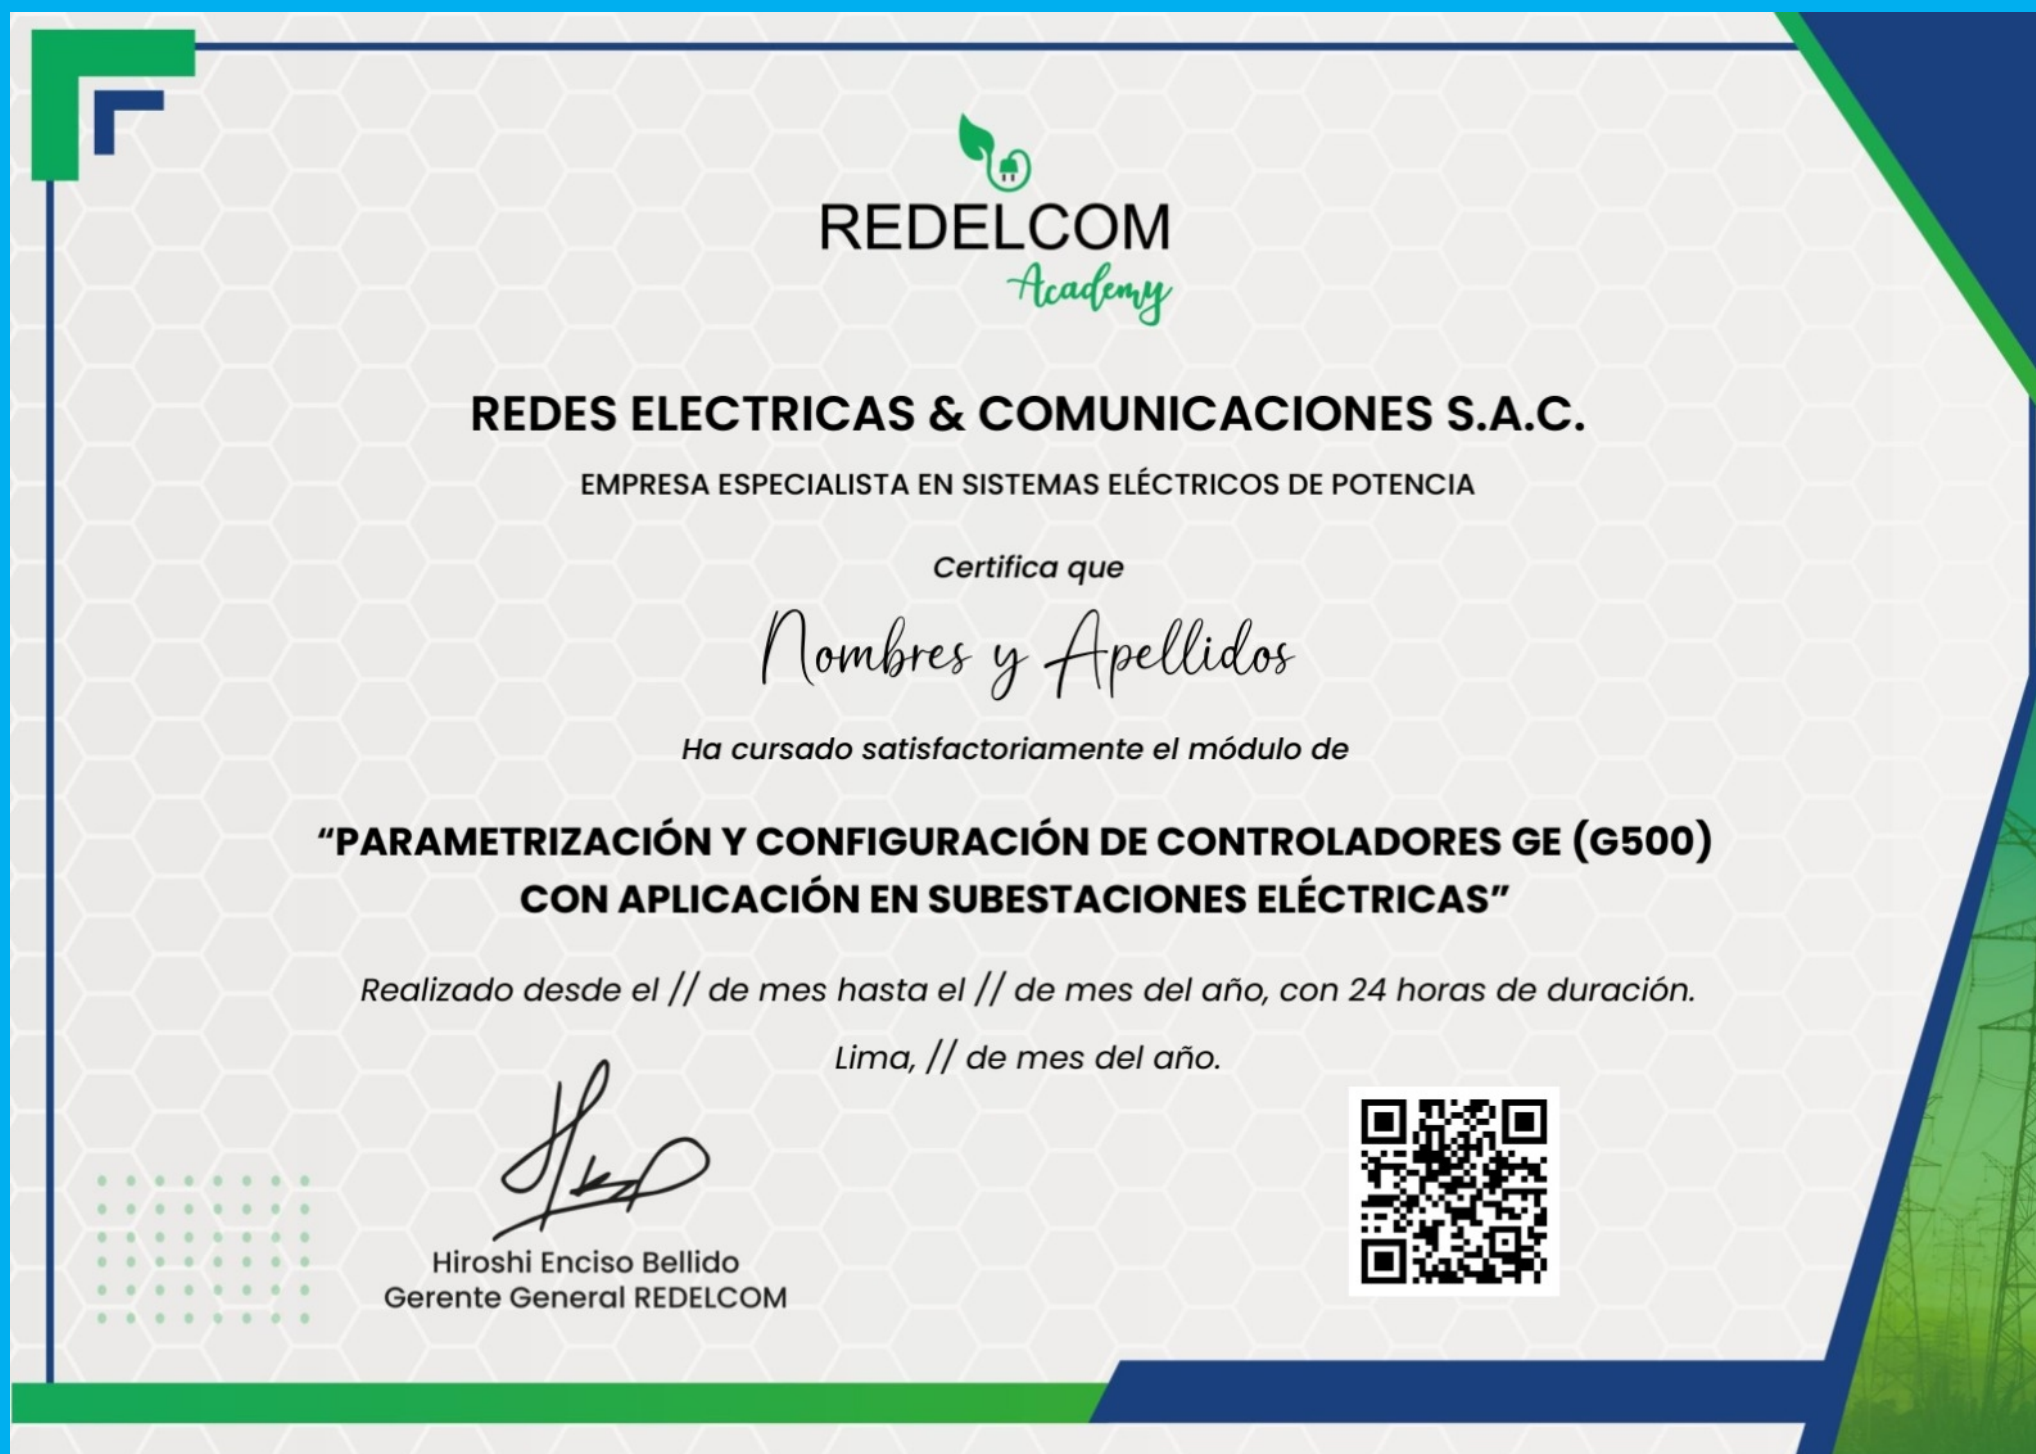 REDELCOM
Academy
REDES ELECTRICAS & COMUNICACIONES S.A.C.
EMPRESA ESPECIALISTA EN SISTEMAS ELÉCTRICOS DE POTENCIA
Certifica que
Nombres y Apellidos
Ha cursado satisfactoriamente el módulo de
“PARAMETRIZACIÓN Y CONFIGURACIÓN DE CONTROLADORES GE (G500)
CON APLICACIÓN EN SUBESTACIONES ELÉCTRICAS”
Realizado desde el // de mes hasta el // de mes del año, con 24 horas de duración.
Lima, // de mes del año.
Hiroshi Enciso Bellido
Gerente General REDELCOM